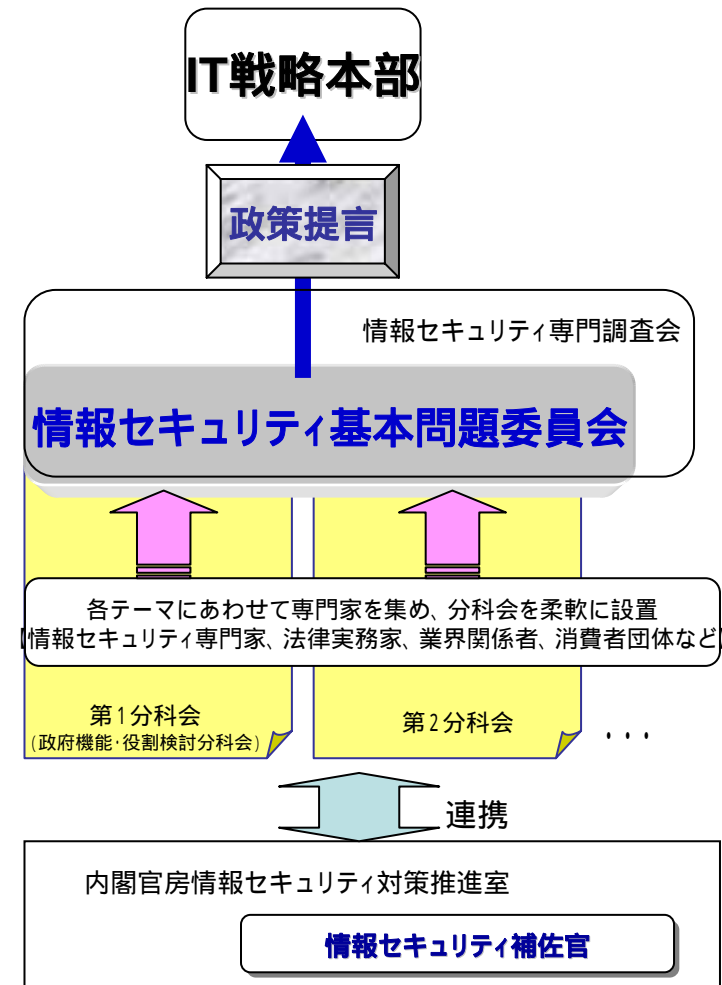 IT戦略本部
政策提言
情報セキュリティ専門調査会
情報セキュリティ基本問題委員会
各テーマにあわせて専門家を集め、分科会を柔軟に設置
【情報セキュリティ専門家、法律実務家、業界関係者、消費者団体など】
第1分科会
(政府機能・役割検討分科会)
第2分科会
・・・
連携
内閣官房情報セキュリティ対策推進室
情報セキュリティ補佐官